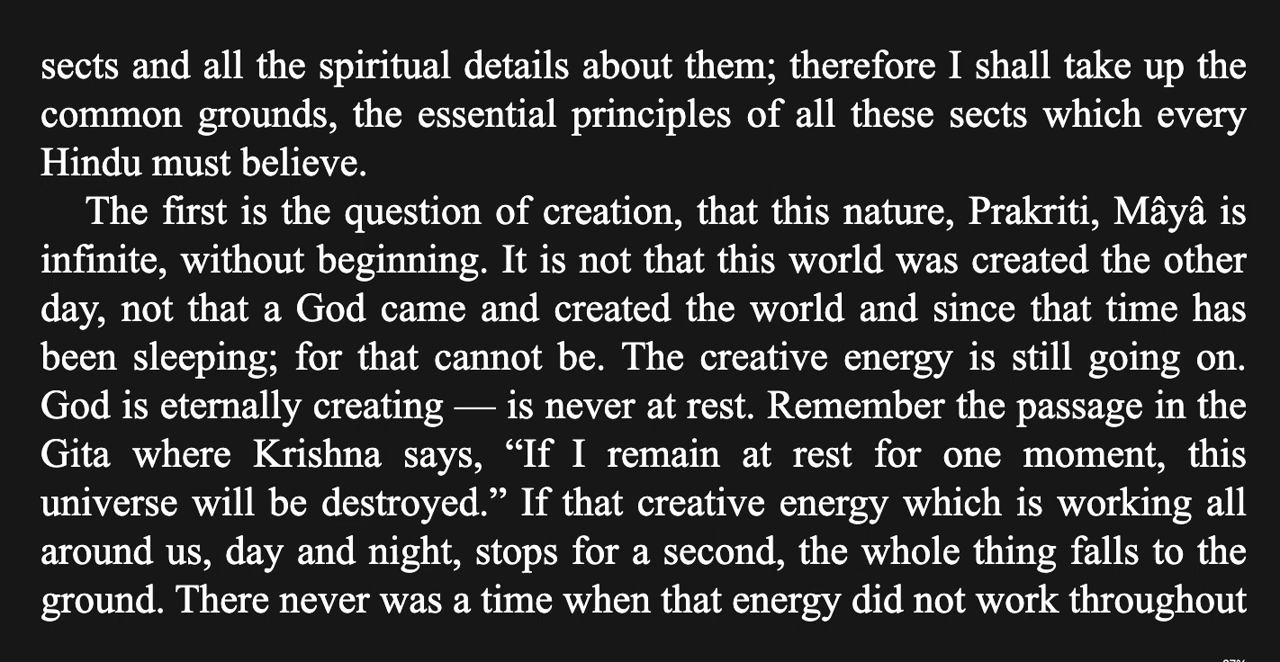 sects and all the spiritual details about them; therefore I shall take up the
common grounds, the essential principles of all these sects which every
Hindu must believe.
The first is the question of creation, that this nature, Prakriti, Mâyâ is
infinite, without beginning. It is not that this world was created the other
day, not that a God came and created the world and since that time has
been sleeping; for that cannot be. The creative energy is still going on.
God is eternally creating — is never at rest. Remember the passage in the
Gita where Krishna says, “If I remain at rest for one moment, this
universe will be destroyed.” If that creative energy which is working all
around us, day and night, stops for a second, the whole thing falls to the
ground. There never was a time when that energy did not work throughout